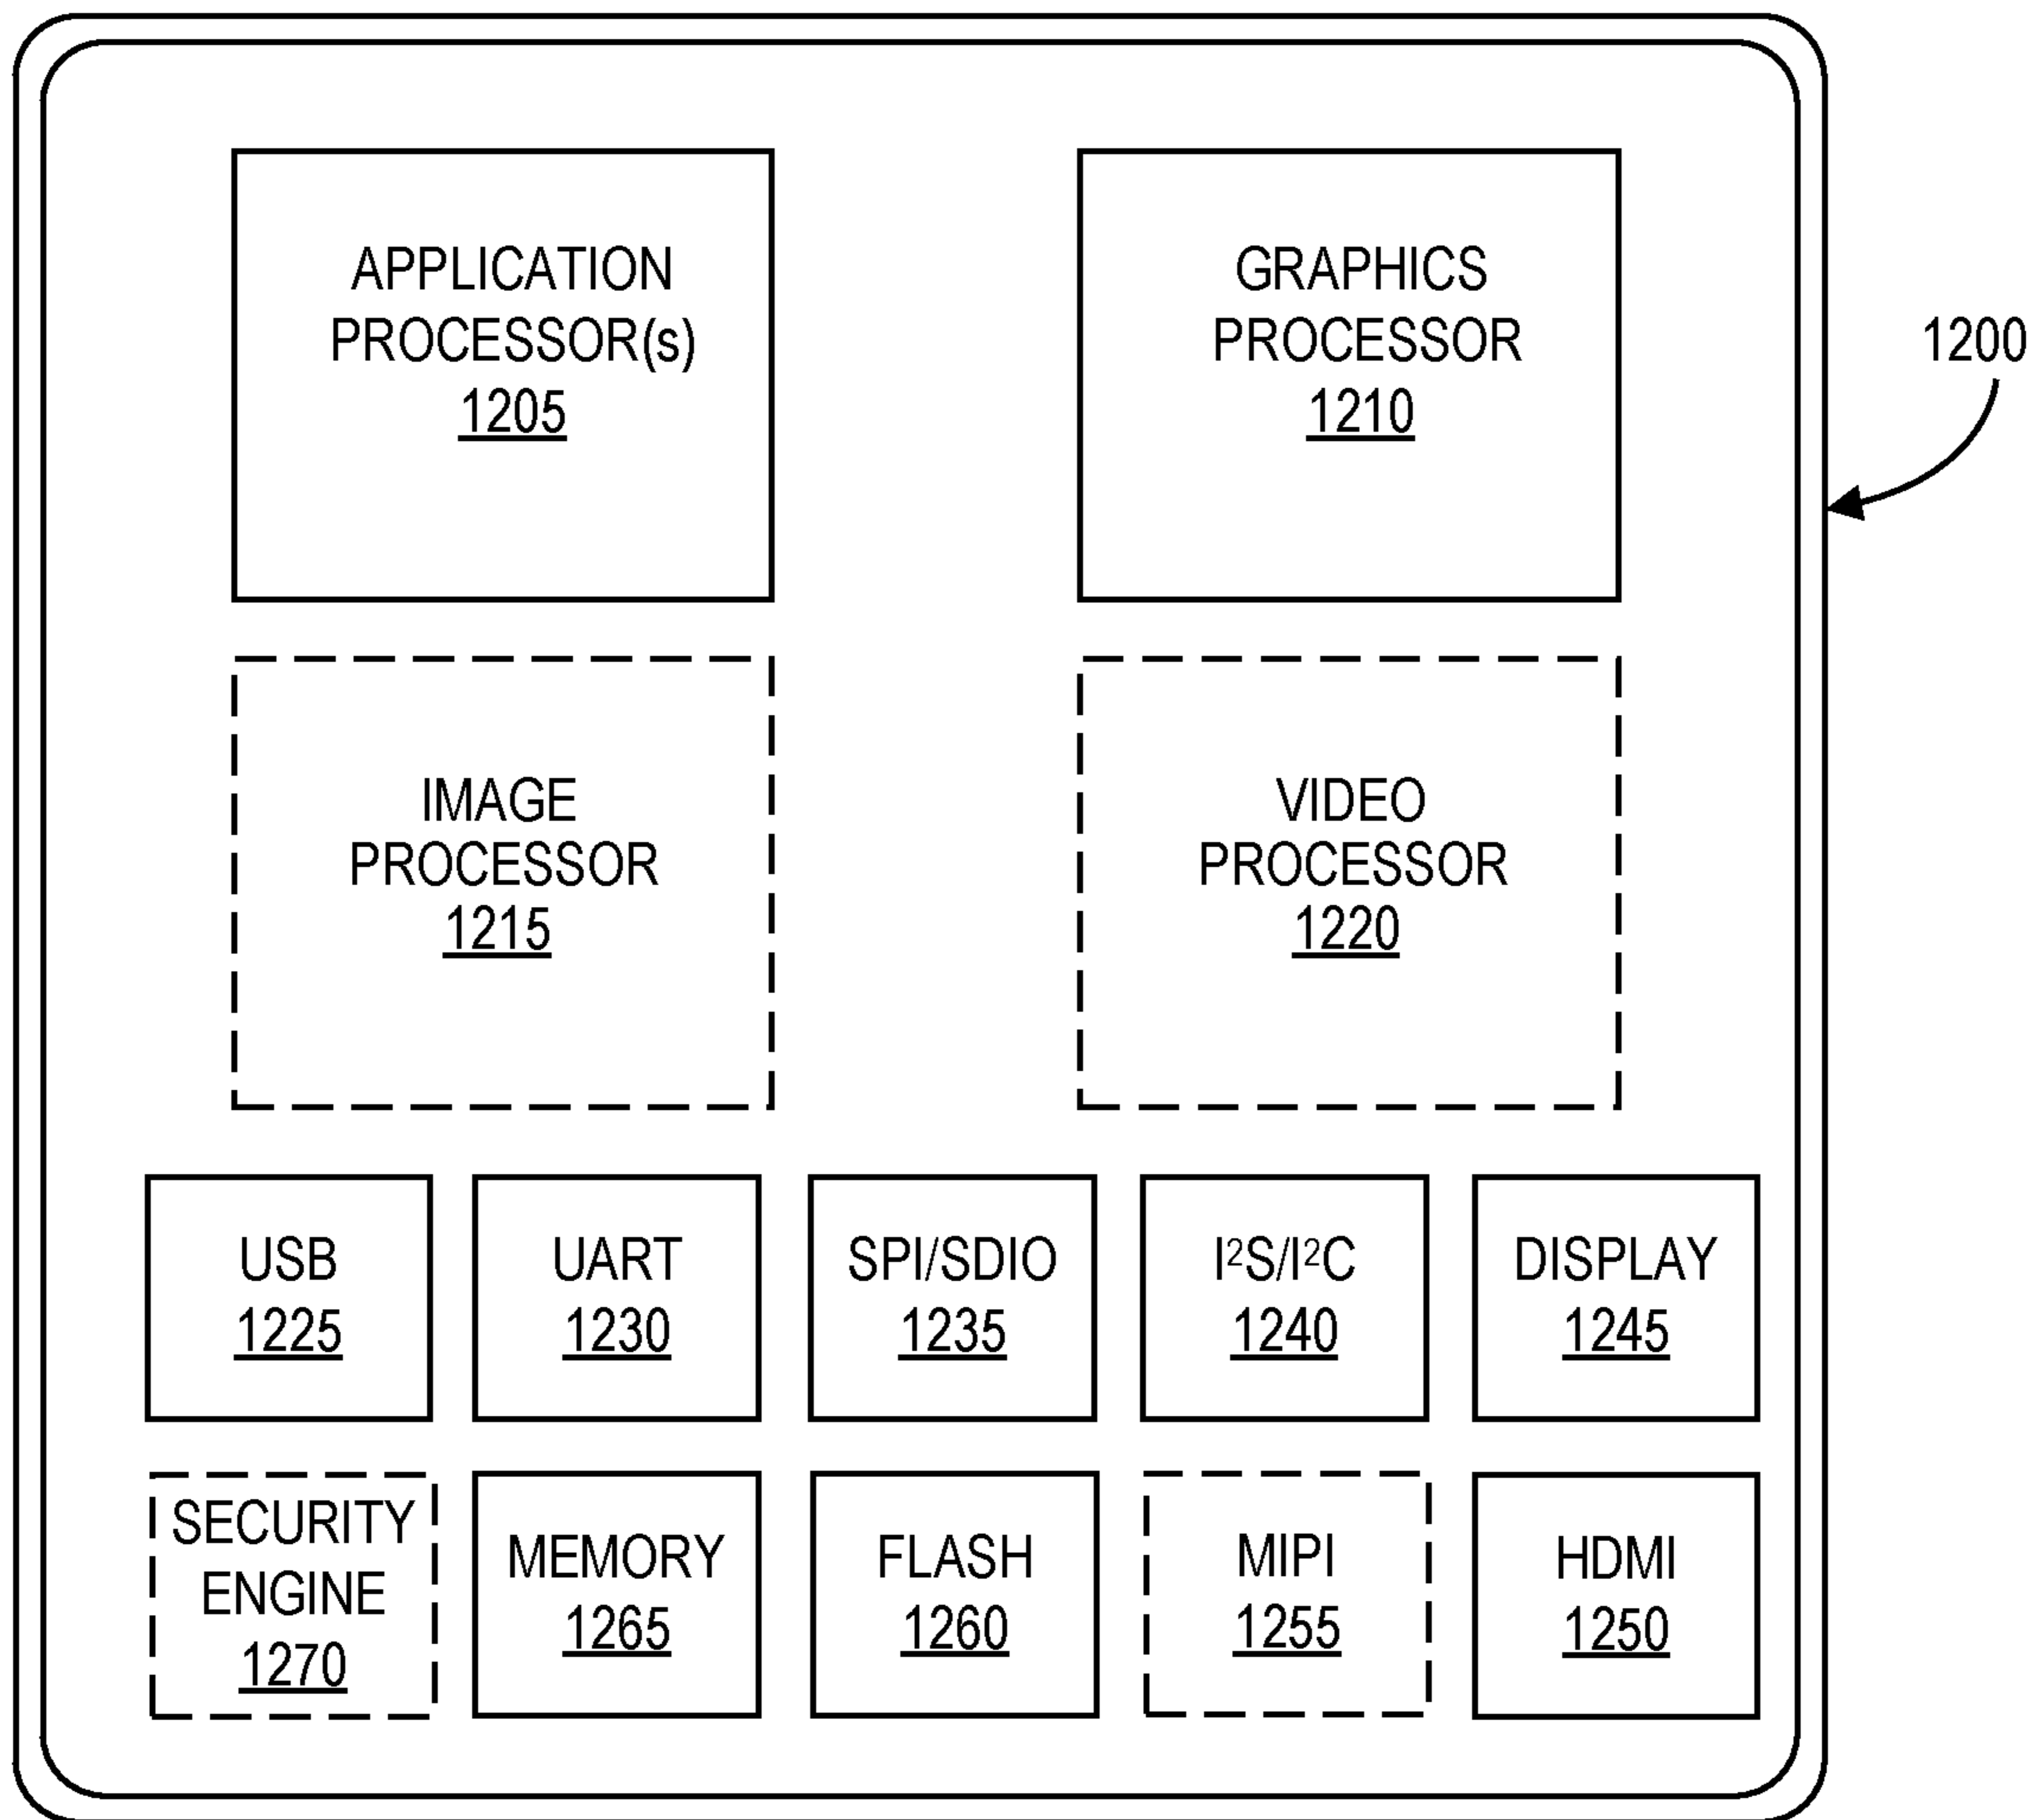 APPLICATION
PROCESSOR(s)
1205
GRAPHICS
PROCESSOR
1210
1200
IMAGE
PROCESSOR
1215
VIDEO
PROCESSOR
1220
USB
1225
UART
1230
SPI/SDIO
1235
I²S/I²C
1240
DISPLAY
1245
SECURITY
ENGINE
1270
MEMORY
1265
FLASH
1260
MIPI
1255
HDMI
1250